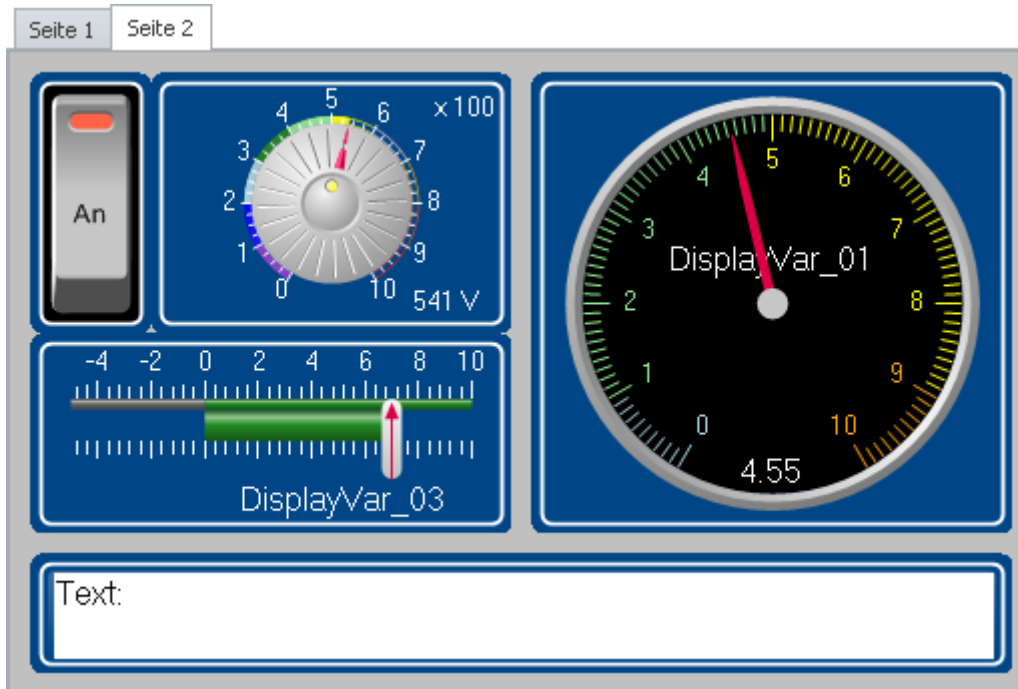 Seite 1 Seite 2
An
0 1 2 3 4 5 6 7 8 9 10
x100
541 V
-4 -2 0 2 4 6 8 10
DisplayVar_03
0 1 2 3 4 5 6 7 8 9 10
DisplayVar_01
4.55
Text: